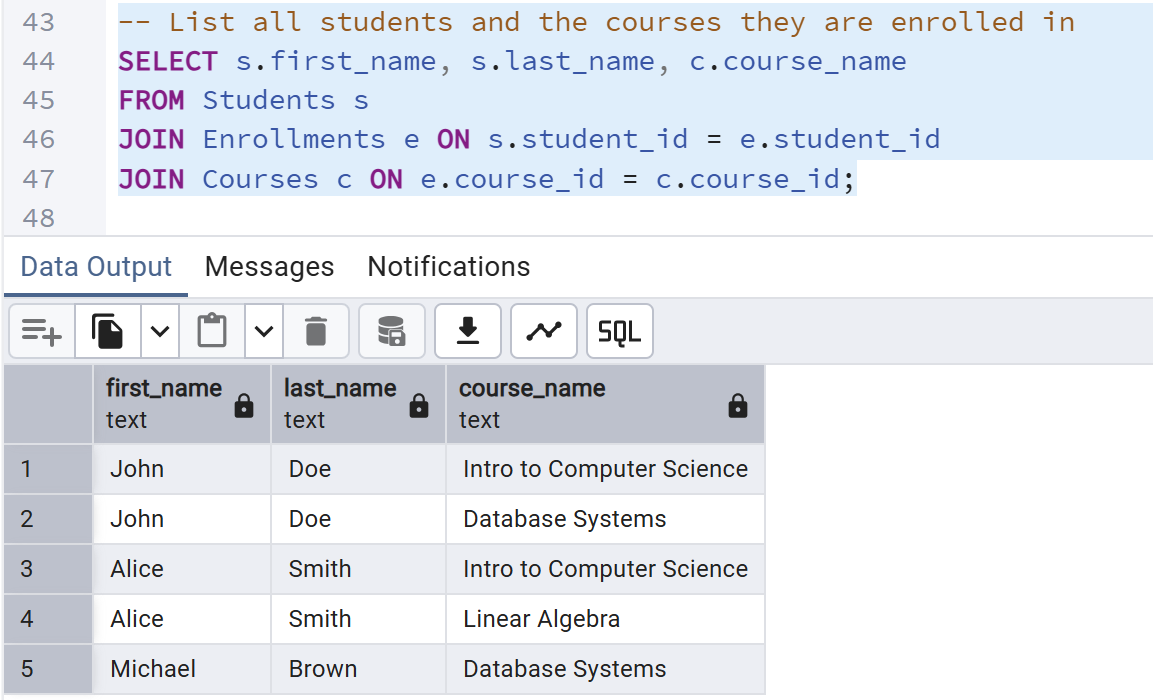 43 -- List all students and the courses they are enrolled in
44 SELECT s.first_name, s.last_name, c.course_name
45 FROM Students s
46 JOIN Enrollments e ON s.student_id = e.student_id
47 JOIN Courses c ON e.course_id = c.course_id;
48
Data Output Messages Notifications
SQL
first_name last_name course_name
text text text
1 John Doe Intro to Computer Science
2 John Doe Database Systems
3 Alice Smith Intro to Computer Science
4 Alice Smith Linear Algebra
5 Michael Brown Database Systems